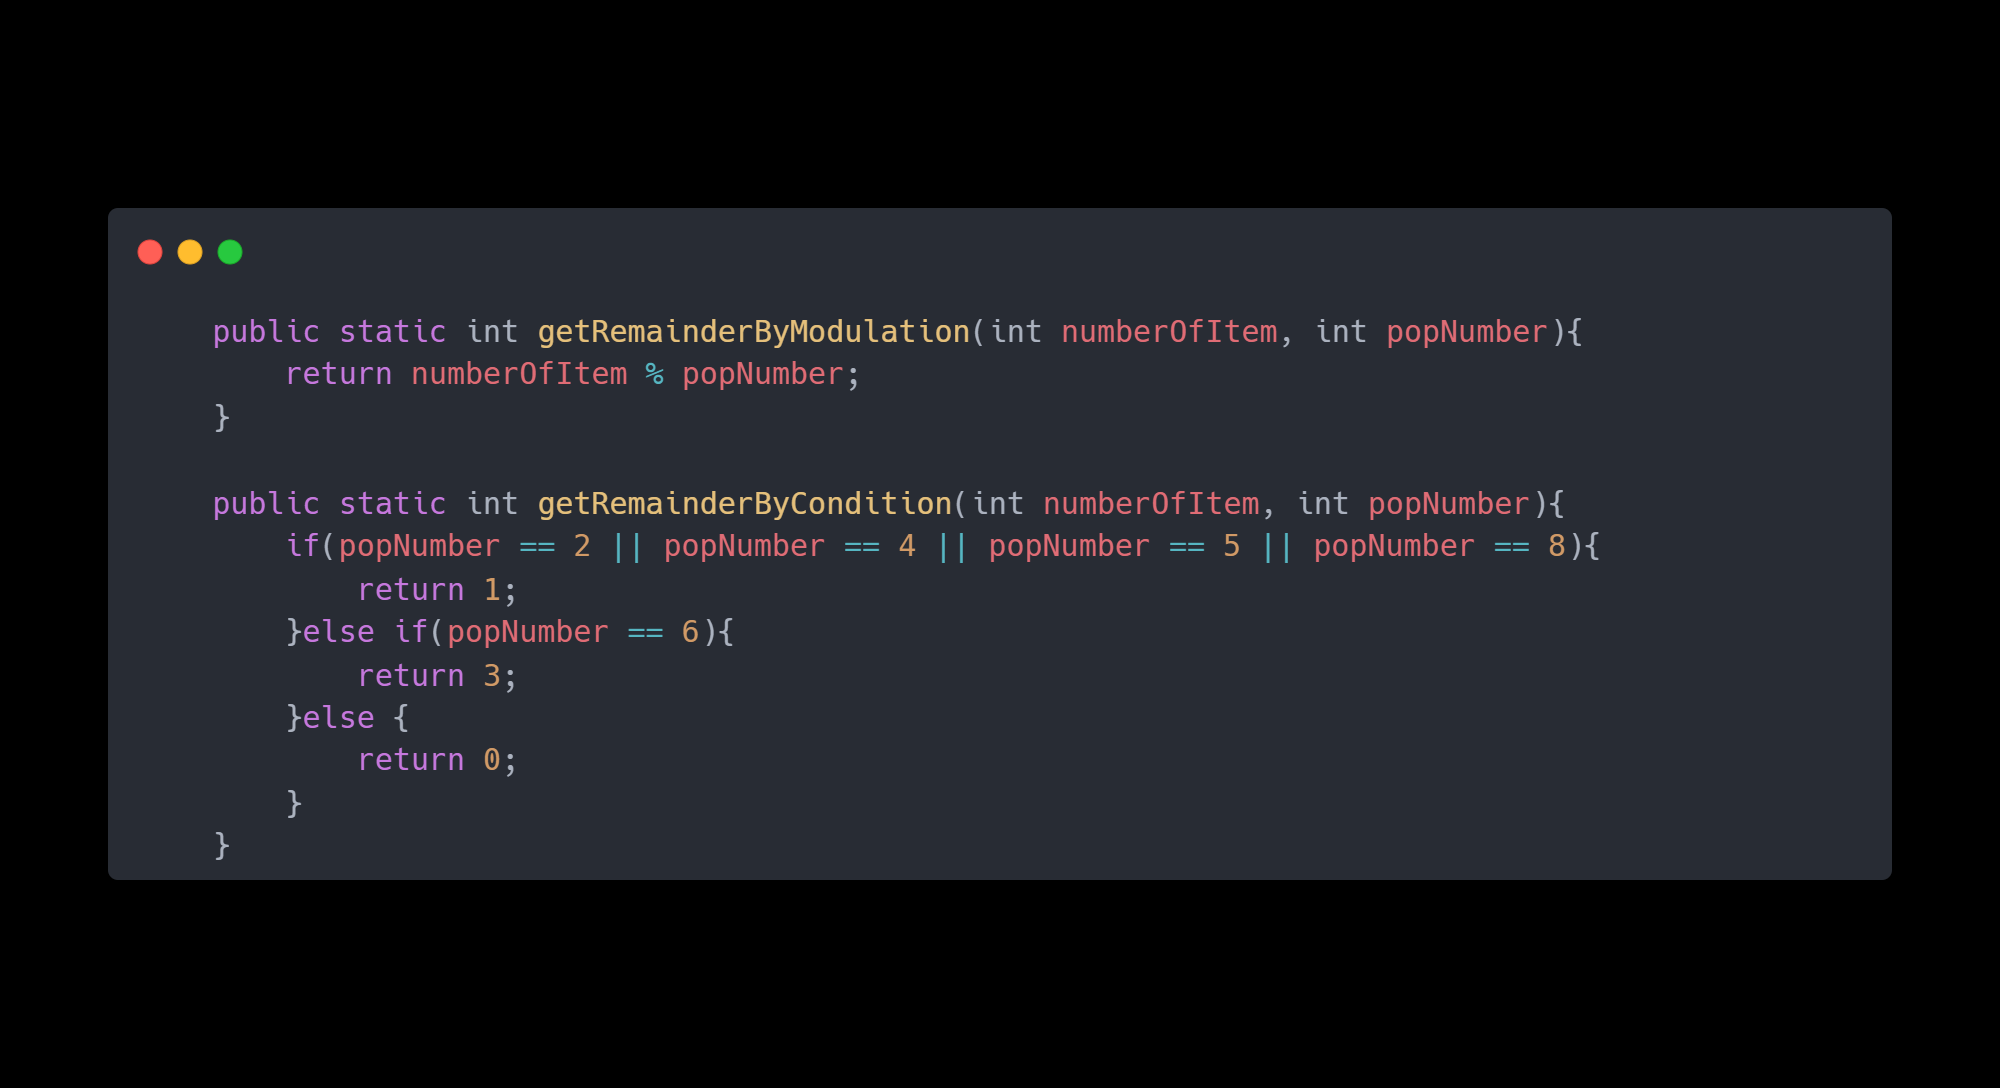 public static int getRemainderByModulation(int numberOfItem, int popNumber){
    return numberOfItem % popNumber;
}

public static int getRemainderByCondition(int numberOfItem, int popNumber){
    if(popNumber == 2 || popNumber == 4 || popNumber == 5 || popNumber == 8){
        return 1;
    }else if(popNumber == 6){
        return 3;
    }else {
        return 0;
    }
}